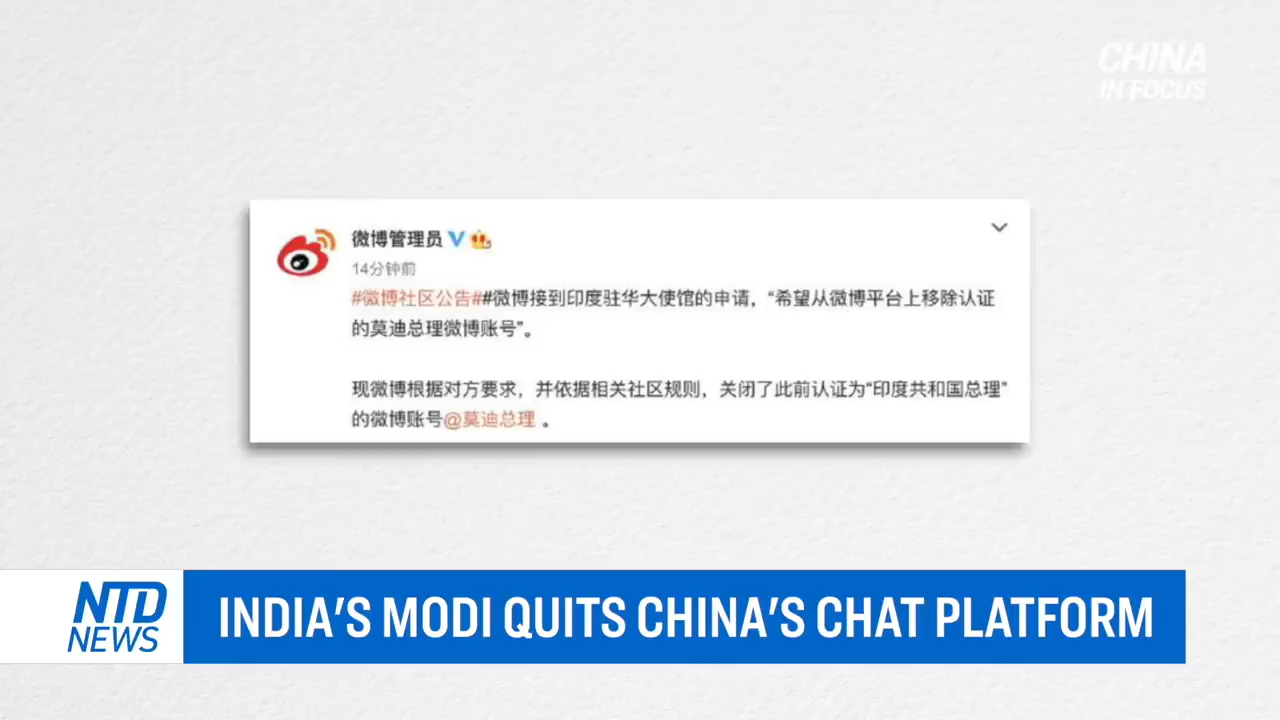 CHINA
IN FOCUS
微博管理员
14分钟前
#微博社区公告##微博接到印度驻华大使馆的申请，“希望从微博平台上移除认证
的莫迪总理微博账号”。
现微博根据对方要求，并依据相关社区规则，关闭了此前认证为“印度共和国总理”
的微博账号@莫迪总理 。
NTD
NEWS
INDIA’S MODI QUITS CHINA’S CHAT PLATFORM